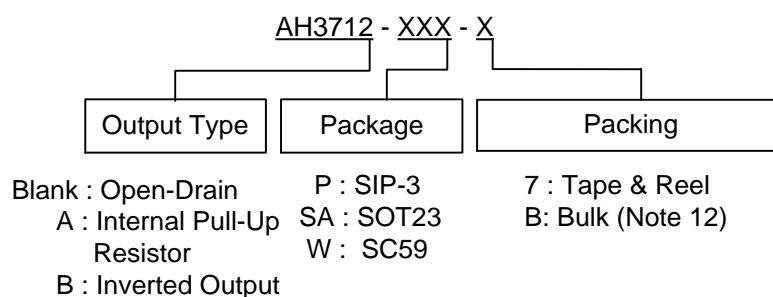 AH3712 - XXX - X
Output Type
Package
Packing
Blank : Open-Drain
A : Internal Pull-Up
Resistor
B : Inverted Output
P : SIP-3
SA : SOT23
W : SC59
7 : Tape & Reel
B: Bulk (Note 12)